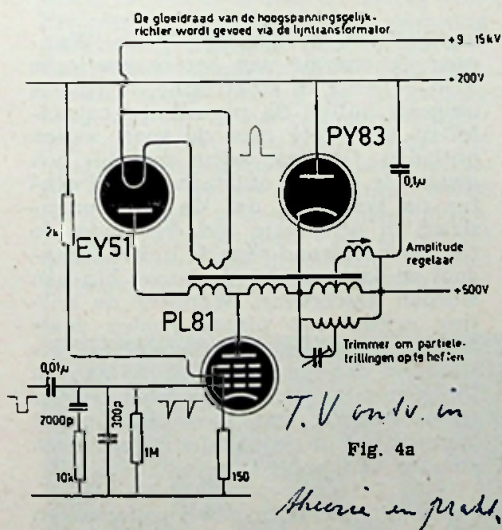 De gloeidraad van de hoogspanningsgelijk-
richter wordt gevoed via de lijntransformator
+9 15kV
+200V
PY83
0,1μ
EY51
2k
Amplitude
regelaar
+500V
PL81
Trimmer om partiele
trillingen op te heffen
0,01μ
2000p
300p
1M
10k
150
T.V ontv. in
Fig. 4a
theorie en prakt.